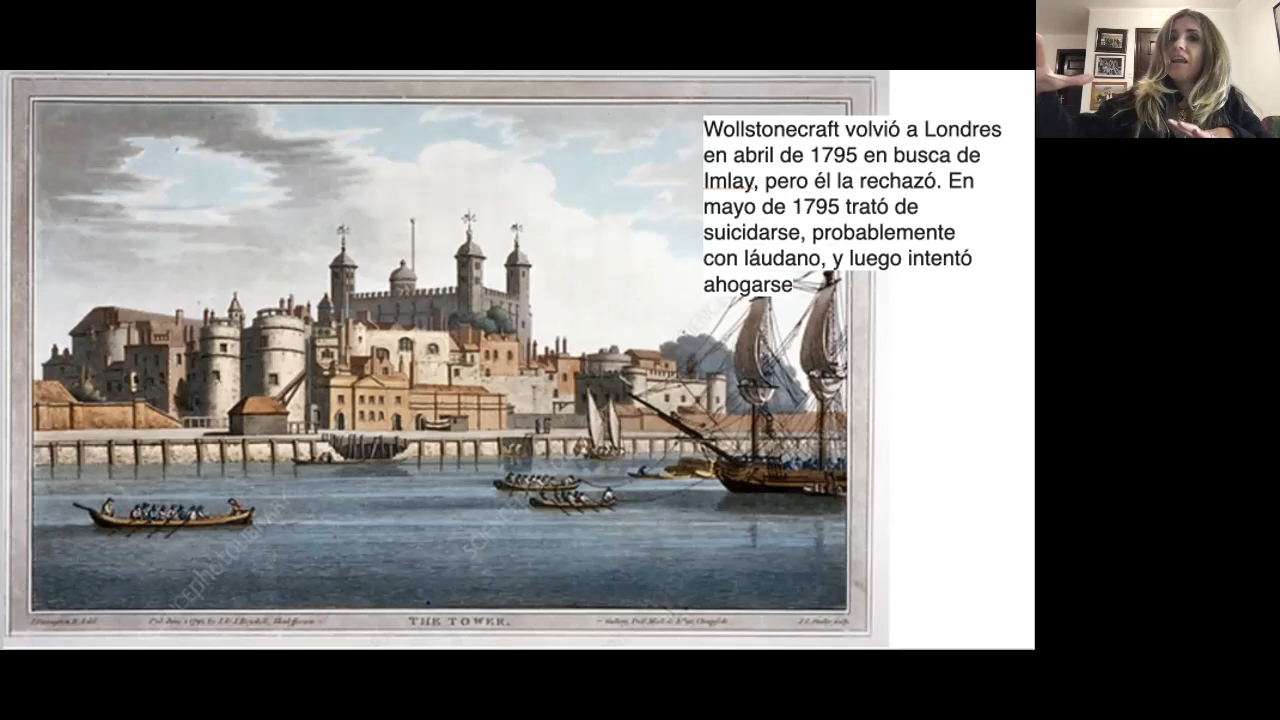 Wollstonecraft volvió a Londres
en abril de 1795 en busca de
Imlay, pero él la rechazó. En
mayo de 1795 trató de
suicidarse, probablemente
con láudano, y luego intentó
ahogarse
THE TOWER.